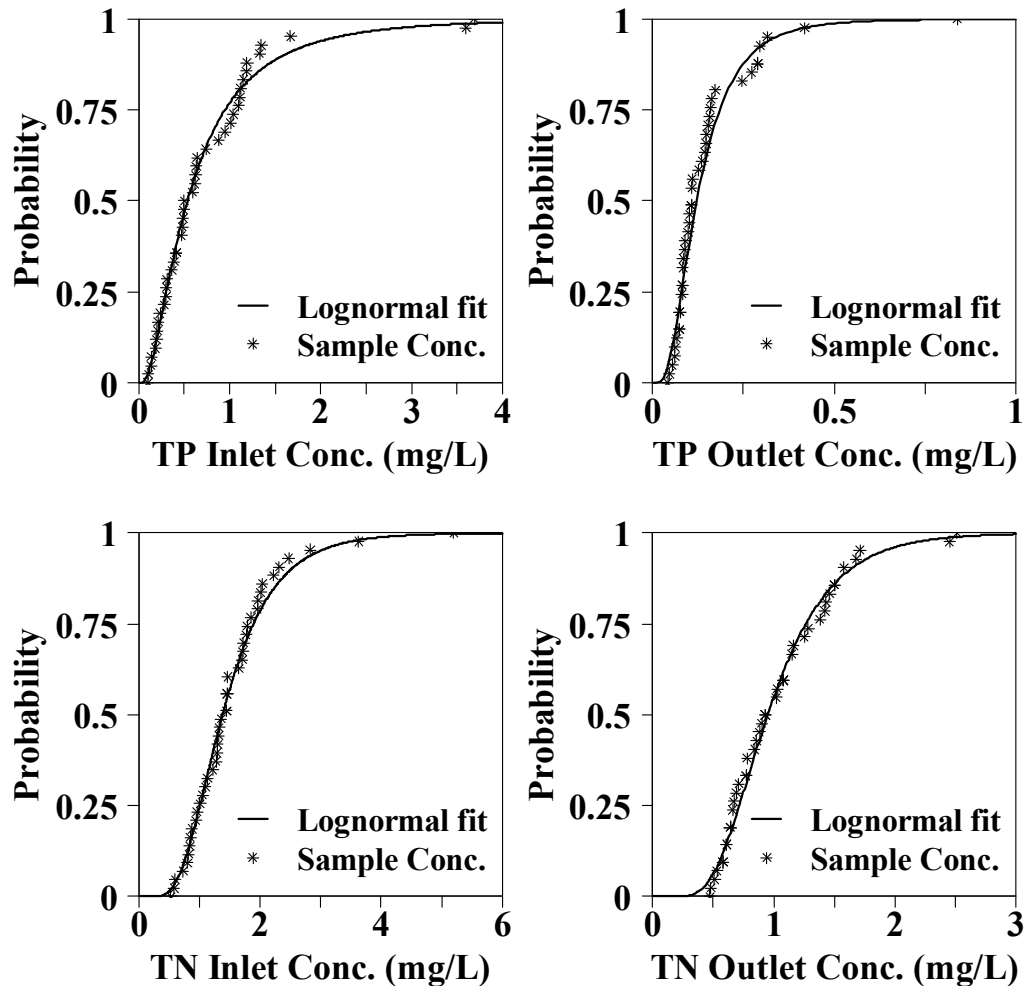 1
0.75
0.5
0.25
0
Probability
Lognormal fit
Sample Conc.
0 1 2 3 4
TP Inlet Conc. (mg/L)
1
0.75
0.5
0.25
0
Probability
Lognormal fit
Sample Conc.
0 0.5 1
TP Outlet Conc. (mg/L)
1
0.75
0.5
0.25
0
Probability
Lognormal fit
Sample Conc.
0 2 4 6
TN Inlet Conc. (mg/L)
1
0.75
0.5
0.25
0
Probability
Lognormal fit
Sample Conc.
0 1 2 3
TN Outlet Conc. (mg/L)